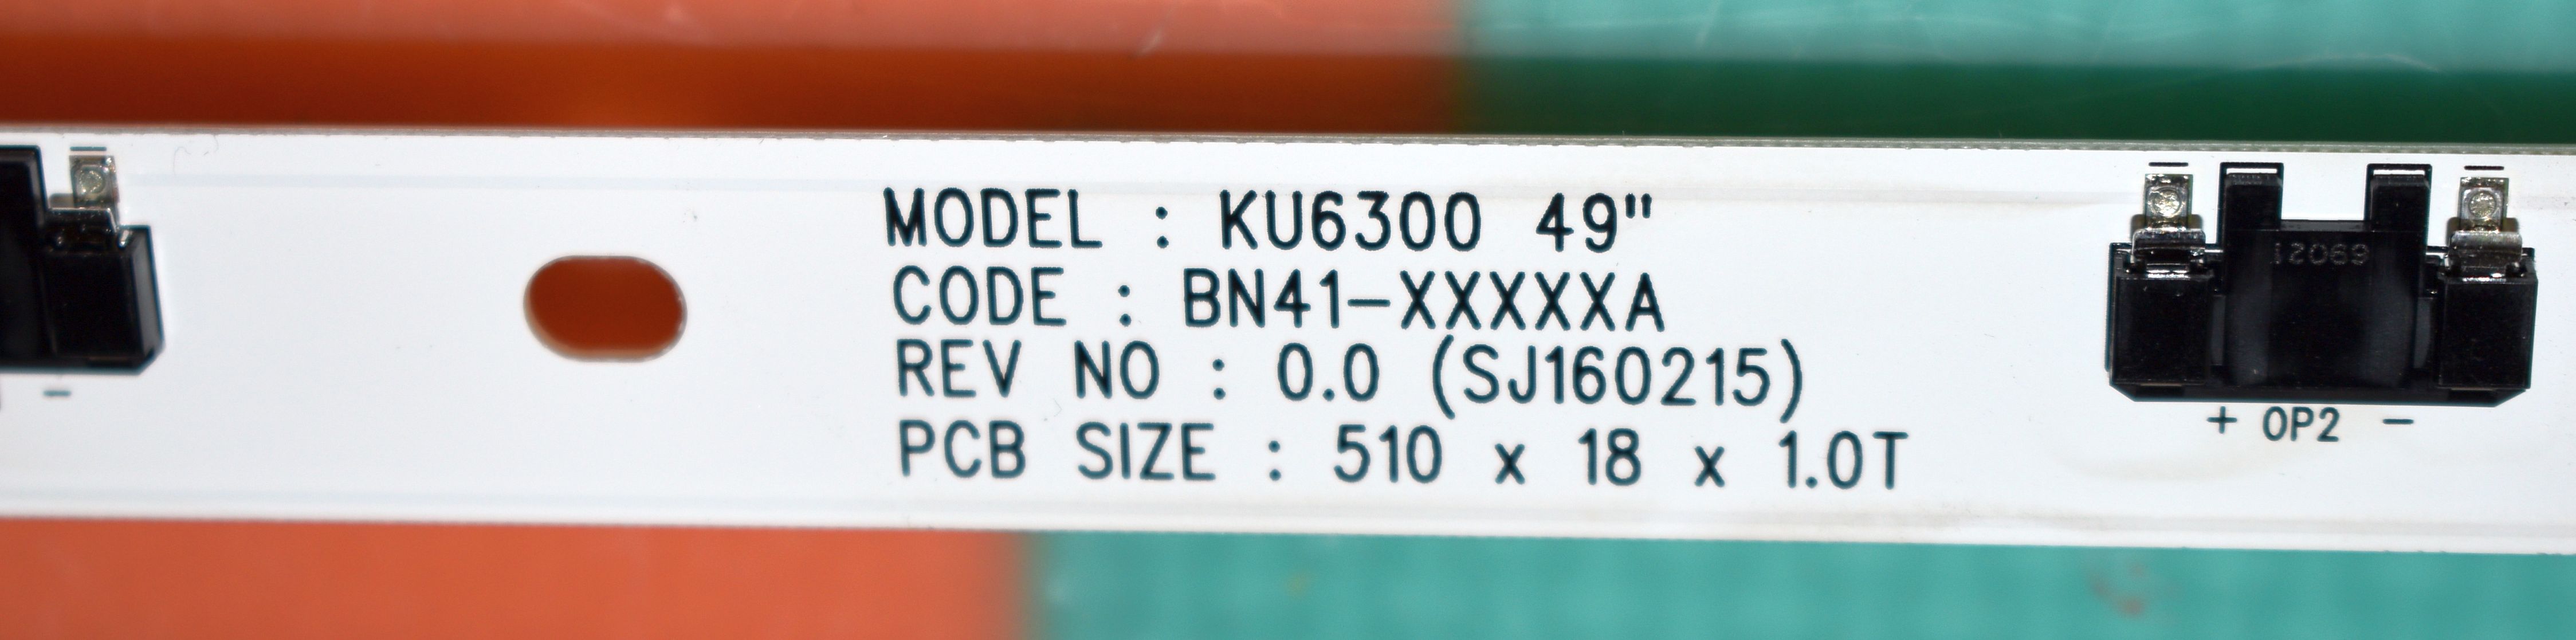 MODEL : KU6300 49"
CODE : BN41-XXXXXA
REV NO : 0.0 (SJ160215)
PCB SIZE : 510 x 18 x 1.0T
12069
+ OP2 -
-